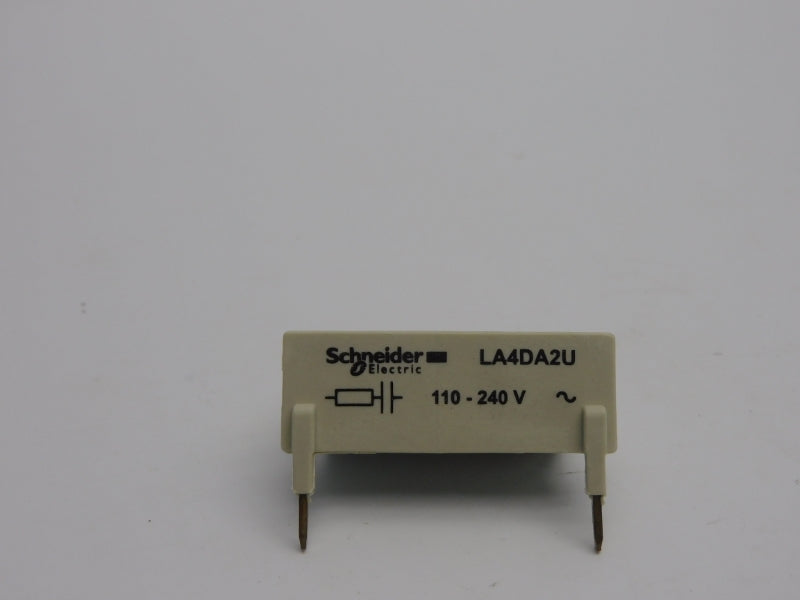 Schneider LA4DA2U
Electric
110 - 240 V ~